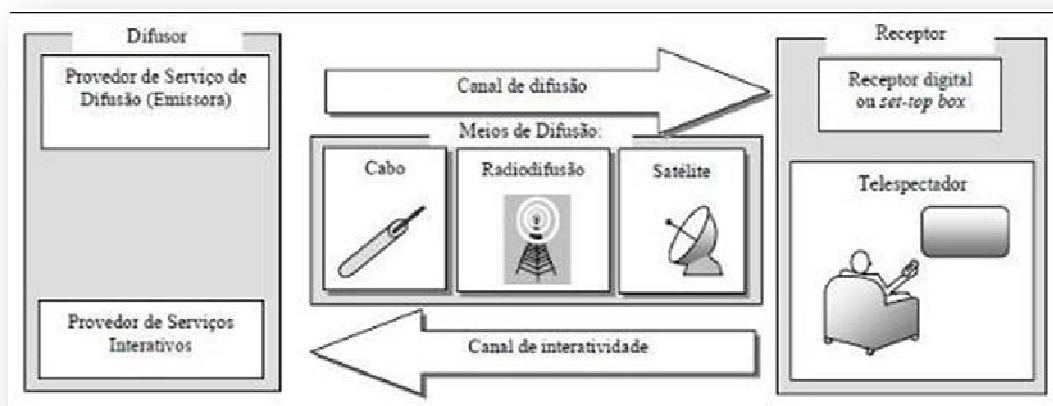 Difusor
Provedor de Serviço de
Difusão (Emissora)
Provedor de Serviços
Interativos
Canal de difusão
Meios de Difusão:
Cabo
Radiodifusão
Satélite
Canal de interatividade
Receptor
Receptor digital
ou set-top box
Telespectador